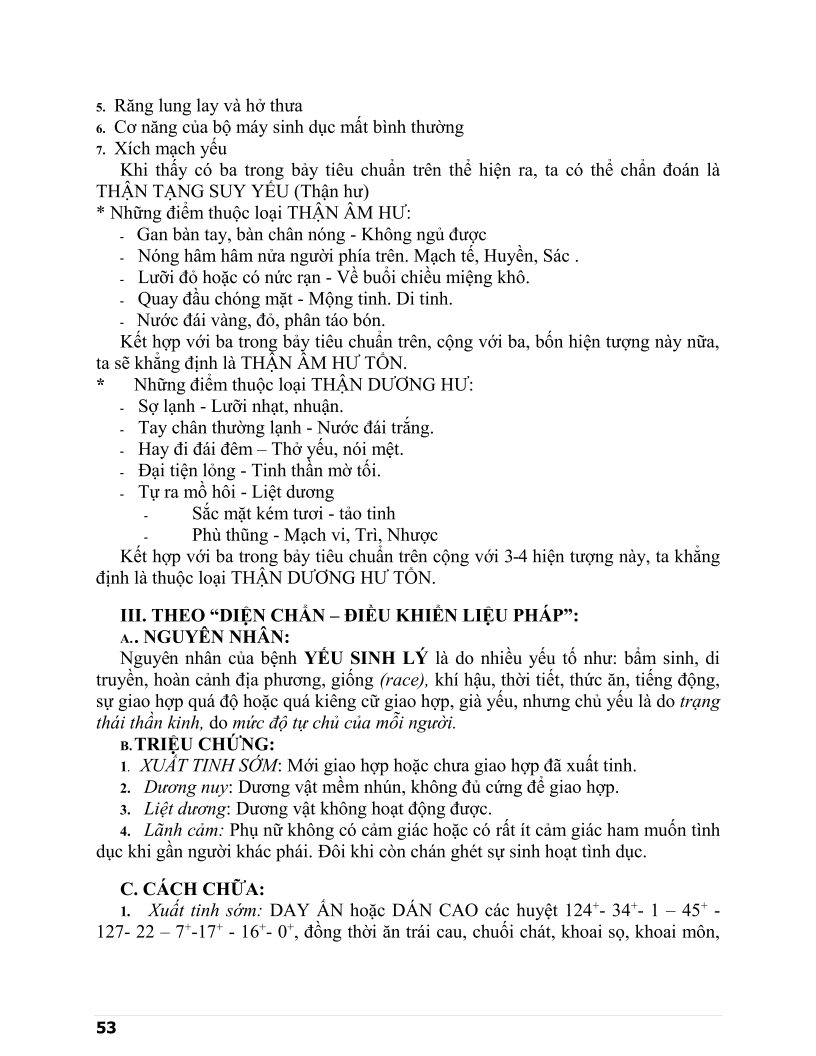 5. Răng lung lay và hở thưa
6. Cơ năng của bộ máy sinh dục mất bình thường
7. Xích mạch yếu
Khi thấy có ba trong bảy tiêu chuẩn trên thể hiện ra, ta có thể chẩn đoán là
THẬN TẠNG SUY YẾU (Thận hư)
* Những điểm thuộc loại THẬN ÂM HƯ:
- Gan bàn tay, bàn chân nóng - Không ngủ được
- Nóng hâm hâm nửa người phía trên. Mạch tế, Huyền, Sác .
- Lưỡi đỏ hoặc có nức rạn - Về buổi chiều miệng khô.
- Quay đầu chóng mặt - Mộng tinh. Di tinh.
- Nước đái vàng, đỏ, phân táo bón.
Kết hợp với ba trong bảy tiêu chuẩn trên, cộng với ba, bốn hiện tượng này nữa,
ta sẽ khẳng định là THẬN ÂM HƯ TỔN.
* Những điểm thuộc loại THẬN DƯƠNG HƯ:
- Sợ lạnh - Lưỡi nhạt, nhuận.
- Tay chân thường lạnh - Nước đái trắng.
- Hay đi đái đêm – Thở yếu, nói mệt.
- Đại tiện lỏng - Tinh thần mờ tối.
- Tự ra mồ hôi - Liệt dương
- Sắc mặt kém tươi - tảo tinh
- Phù thũng - Mạch vi, Trì, Nhược
Kết hợp với ba trong bảy tiêu chuẩn trên cộng với 3-4 hiện tượng này, ta khẳng
định là thuộc loại THẬN DƯƠNG HƯ TỔN.
III. THEO “DIỆN CHẨN – ĐIỀU KHIỂN LIỆU PHÁP”:
A.. NGUYÊN NHÂN:
Nguyên nhân của bệnh YẾU SINH LÝ là do nhiều yếu tố như: bẩm sinh, di
truyền, hoàn cảnh địa phương, giống (race), khí hậu, thời tiết, thức ăn, tiếng động,
sự giao hợp quá độ hoặc quá kiêng cữ giao hợp, già yếu, nhưng chủ yếu là do trạng
thái thần kinh, do mức độ tự chủ của mỗi người.
B.TRIỆU CHỨNG:
1. XUẤT TINH SỚM: Mới giao hợp hoặc chưa giao hợp đã xuất tinh.
2. Dương nuy: Dương vật mềm nhún, không đủ cứng để giao hợp.
3. Liệt dương: Dương vật không hoạt động được.
4. Lãnh cảm: Phụ nữ không có cảm giác hoặc có rất ít cảm giác ham muốn tình
dục khi gần người khác phái. Đôi khi còn chán ghét sự sinh hoạt tình dục.
C. CÁCH CHỮA:
1. Xuất tinh sớm: DAY ẤN hoặc DÁN CAO các huyệt 124⁺- 34⁺- 1 – 45⁺ -
127- 22 – 7⁺-17⁺ - 16⁺- 0⁺, đồng thời ăn trái cau, chuối chát, khoai sọ, khoai môn,
53